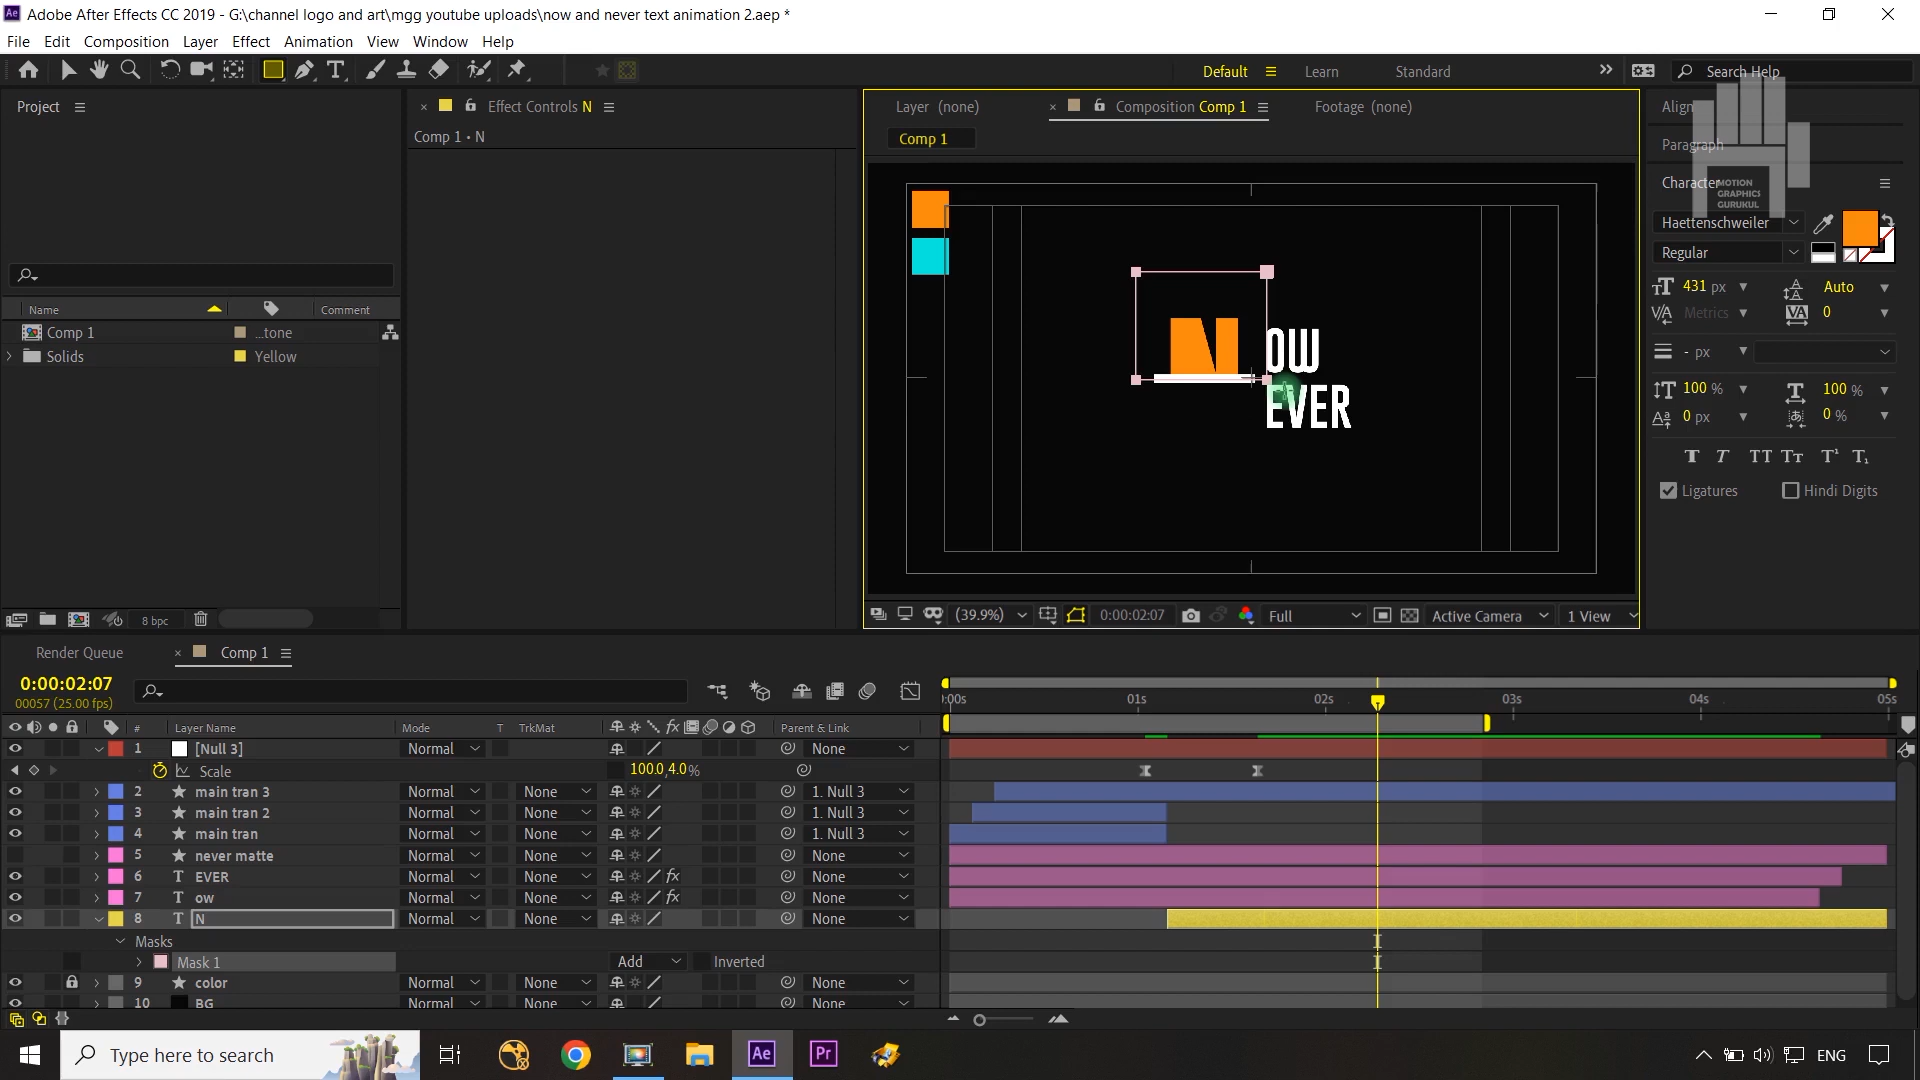 Adobe After Effects CC 2019 - G:\channel logo and art\mgg youtube uploads\now and never text animation 2.aep *
File Edit Composition Layer Effect Animation View Window Help
Default Learn Standard Search Help
Project
Effect Controls N
Comp 1 • N
Layer (none) Composition Comp 1 Footage (none)
Comp 1
Align
Paragraph
Character
MOTION
GRAPHICS
GURUKUL
Haettenschweiler
Regular
431 px Auto
Metrics 0
- px
100 % 100 %
0 px 0 %
Ligatures Hindi Digits
Name Comment
Comp 1 ...tone
Solids Yellow
N
OW
EVER
8 bpc
(39.9%) 0:00:02:07 Full Active Camera 1 View
Render Queue Comp 1
0:00:02:07
00057 (25.00 fps)
:00s 01s 02s 03s 04s 05s
# Layer Name Mode T TrkMat Parent & Link
1 [Null 3] Normal None
Scale 100.0,4.0%
2 main tran 3 Normal None 1. Null 3
3 main tran 2 Normal None 1. Null 3
4 main tran Normal None 1. Null 3
5 never matte Normal None None
6 EVER Normal None None
7 ow Normal None None
8 N Normal None None
Masks
Mask 1 Add Inverted
9 color Normal None None
10 BG Normal None None
Type here to search Ae Pr ENG